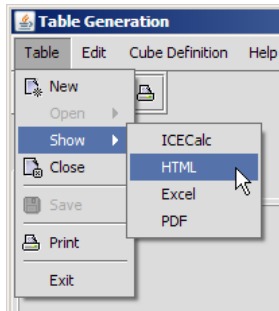 Table Generation
Table Edit Cube Definition Help
New
Open
Show
ICECalc
HTML
Excel
PDF
Close
Save
Print
Exit